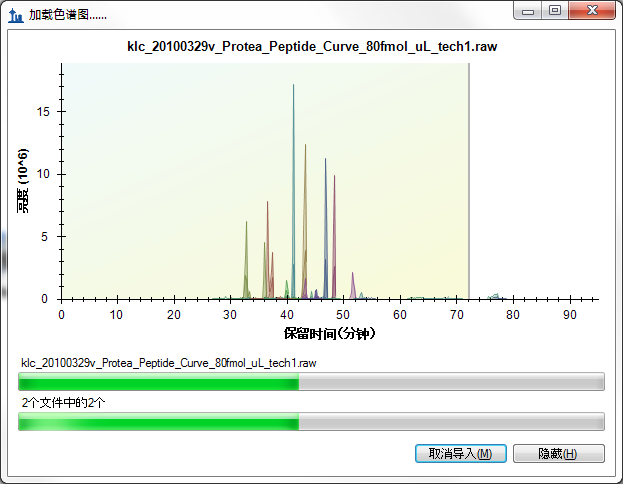 加载色谱图......
klc_20100329v_Protea_Peptide_Curve_80fmol_uL_tech1.raw
15
10
5
0
亮度 (10^6)
0 10 20 30 40 50 60 70 80 90
保留时间(分钟)
klc_20100329v_Protea_Peptide_Curve_80fmol_uL_tech1.raw
2个文件中的2个
取消导入(M) 隐藏(H)